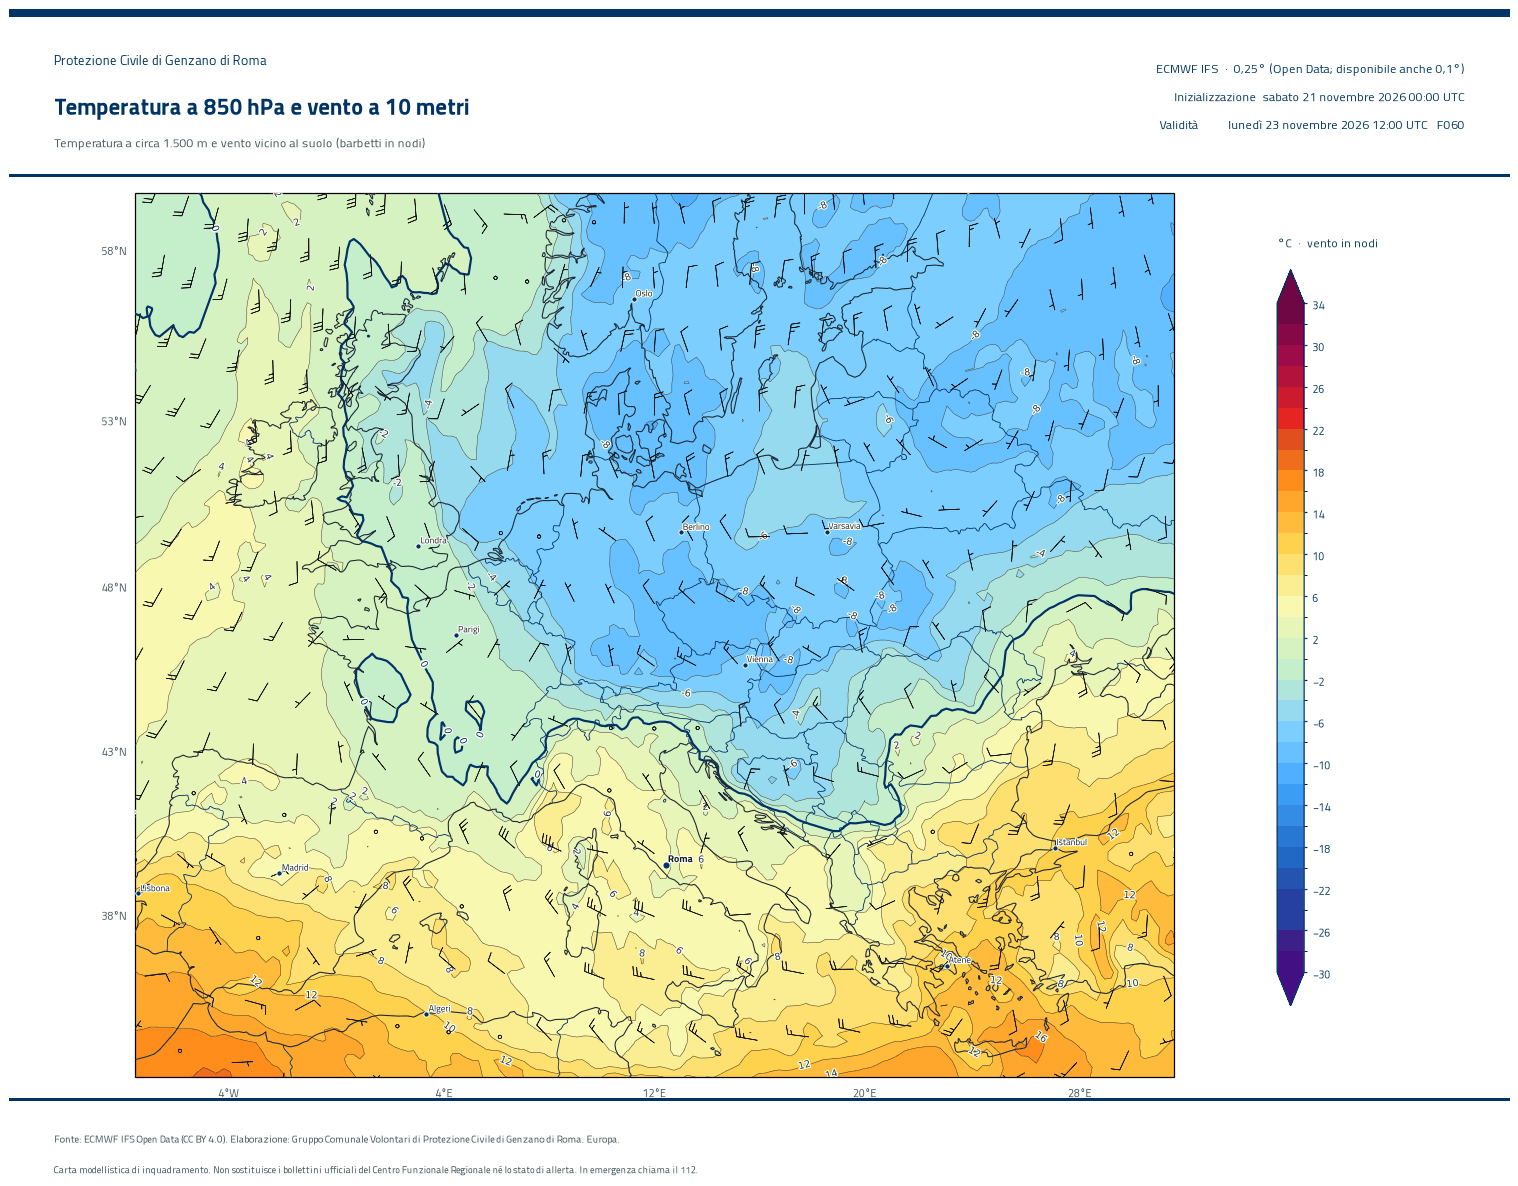 Protezione Civile di Genzano di Roma
Temperatura a 850 hPa e vento a 10 metri
Temperatura a circa 1.500 m e vento vicino al suolo (barbetti in nodi)
ECMWF IFS · 0,25° (Open Data; disponibile anche 0,1°)
Inizializzazione sabato 21 novembre 2026 00:00 UTC
Validità lunedì 23 novembre 2026 12:00 UTC F060
°C · vento in nodi
34
30
26
22
18
14
10
6
2
−2
−6
−10
−14
−18
−22
−26
−30
58°N
53°N
48°N
43°N
38°N
4°W
4°E
12°E
20°E
28°E
Oslo
Berlino
Varsavia
Londra
Parigi
Vienna
Madrid
Lisbona
Roma
Istanbul
Atene
Algeri
Fonte: ECMWF IFS Open Data (CC BY 4.0). Elaborazione: Gruppo Comunale Volontari di Protezione Civile di Genzano di Roma. Europa.
Carta modellistica di inquadramento. Non sostituisce i bollettini ufficiali del Centro Funzionale Regionale né lo stato di allerta. In emergenza chiama il 112.